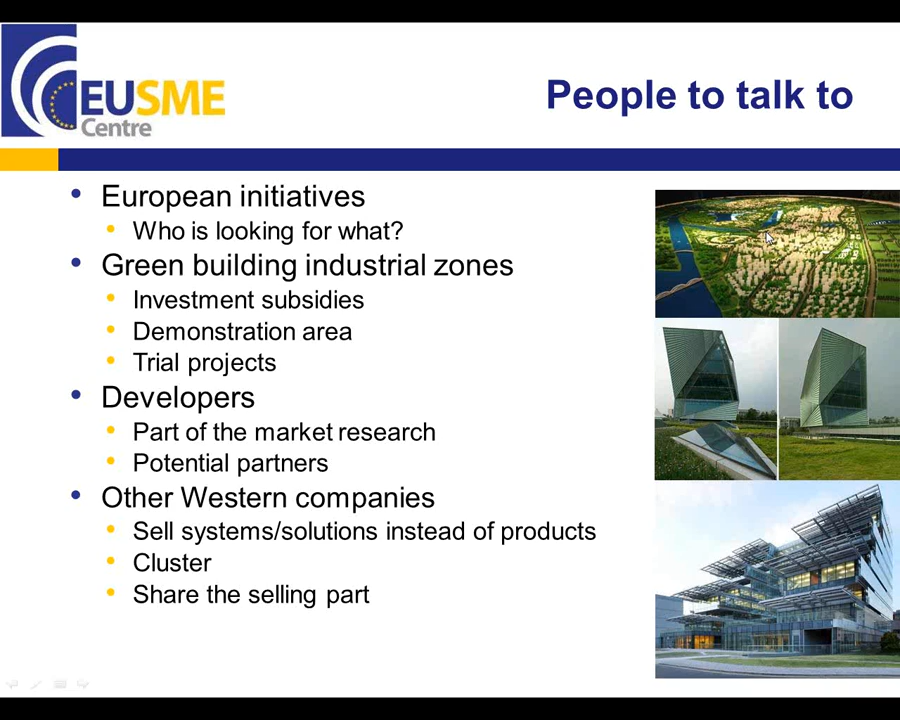 EUSME
Centre
People to talk to
• European initiatives
• Who is looking for what?
• Green building industrial zones
• Investment subsidies
• Demonstration area
• Trial projects
• Developers
• Part of the market research
• Potential partners
• Other Western companies
• Sell systems/solutions instead of products
• Cluster
• Share the selling part